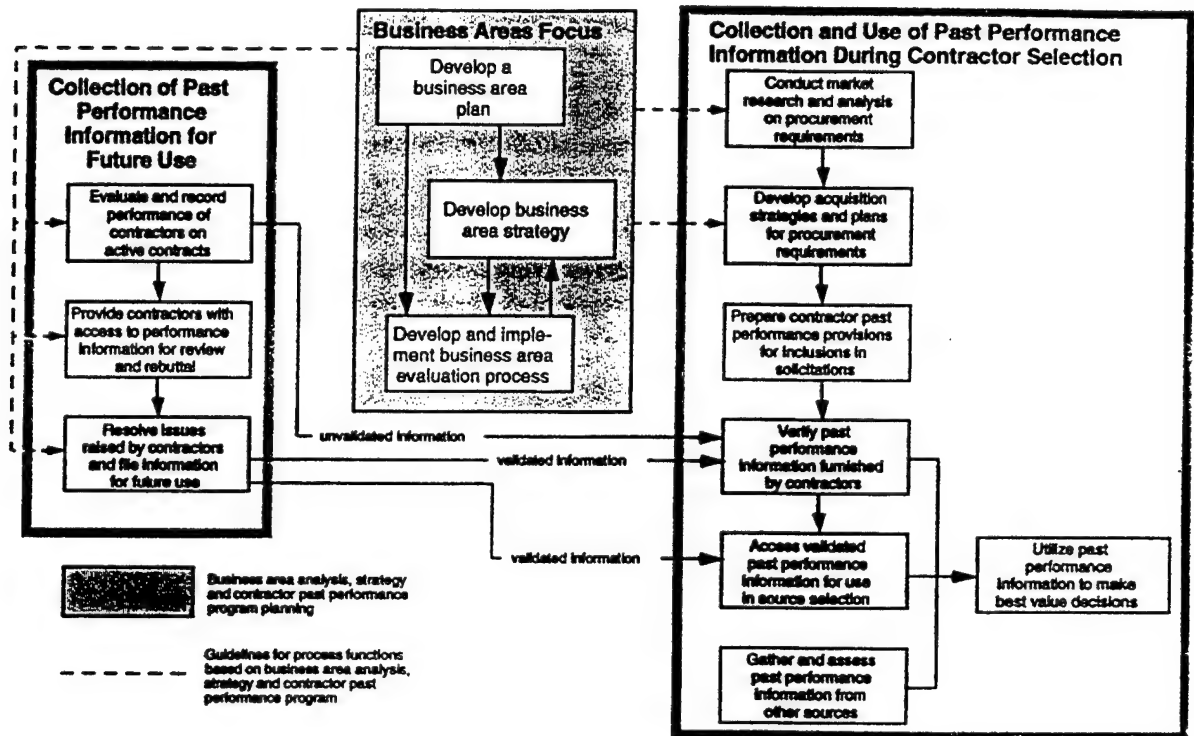 Collection of Past
Performance
Information for
Future Use
Evaluate and record
performance of
contractors on
active contracts
Provide contractors with
access to performance
information for review
and rebuttal
Resolve issues
raised by contractors
and file information
for future use
Business Areas Focus
Develop a
business area
plan
Develop business
area strategy
Develop and imple-
ment business area
evaluation process
unvalidated information
validated information
validated information
Collection and Use of Past Performance
Information During Contractor Selection
Conduct market
research and analysis
on procurement
requirements
Develop acquisition
strategies and plans
for procurement
requirements
Prepare contractor past
performance provisions
for inclusions in
solicitations
Verify past
performance
information furnished
by contractors
Access validated
past performance
information for use
in source selection
Gather and assess
past performance
information from
other sources
Utilize past
performance
information to make
best value decisions
Business area analysis, strategy
and contractor past performance
program planning
Guidelines for process functions
based on business area analysis,
strategy and contractor past
performance program